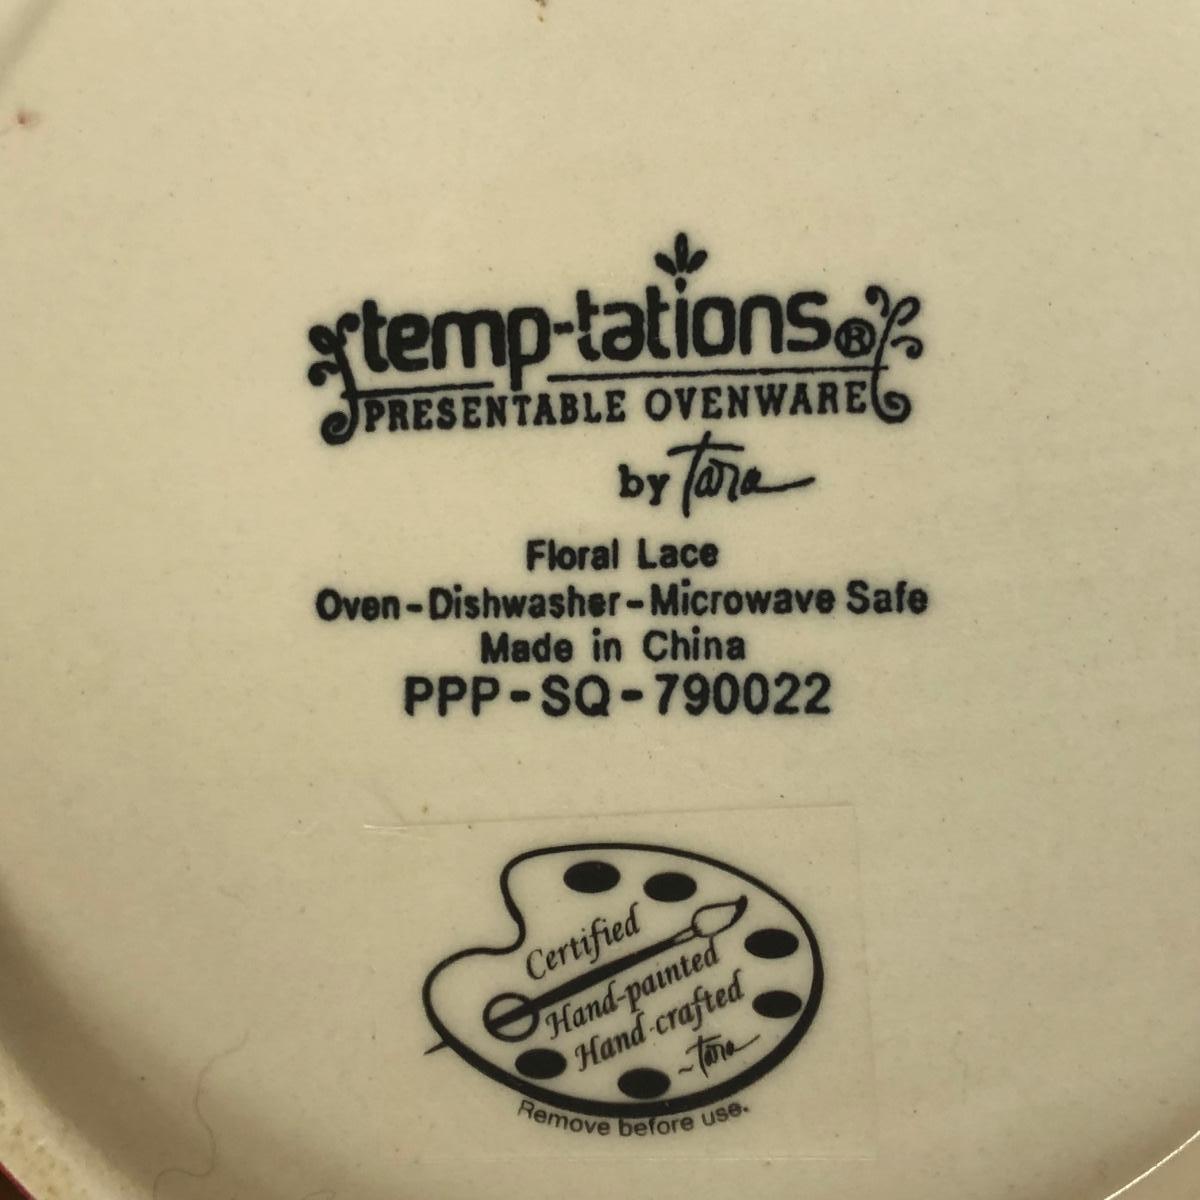 temp-tations®
PRESENTABLE OVENWARE
by Tara
Floral Lace
Oven-Dishwasher-Microwave Safe
Made in China
PPP-SQ-790022
Certified
Hand-painted
Hand-crafted
~Tara
Remove before use.